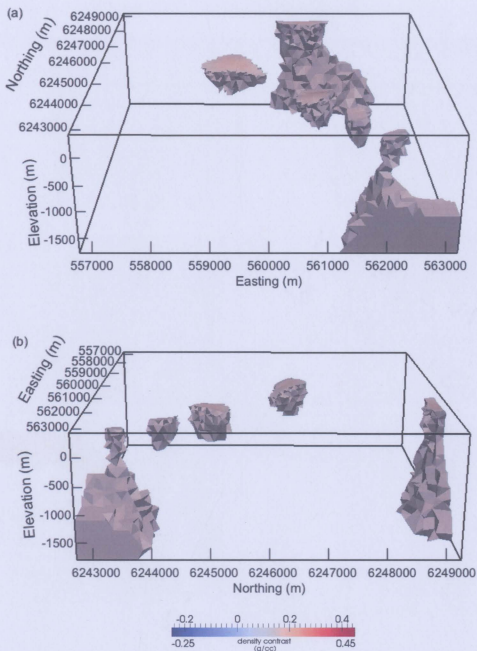 (a)
Northing (m)
6249000
6248000
6247000
6246000
6245000
6244000
6243000
Elevation (m)
0
-500
-1000
-1500
557000 558000 559000 560000 561000 562000 563000
Easting (m)
(b)
Easting (m)
557000
558000
559000
560000
561000
562000
563000
Elevation (m)
0
-500
-1000
-1500
6243000 6244000 6245000 6246000 6247000 6248000 6249000
Northing (m)
-0.2 0 0.2 0.4
-0.25 density contrast 0.45
(g/cc)